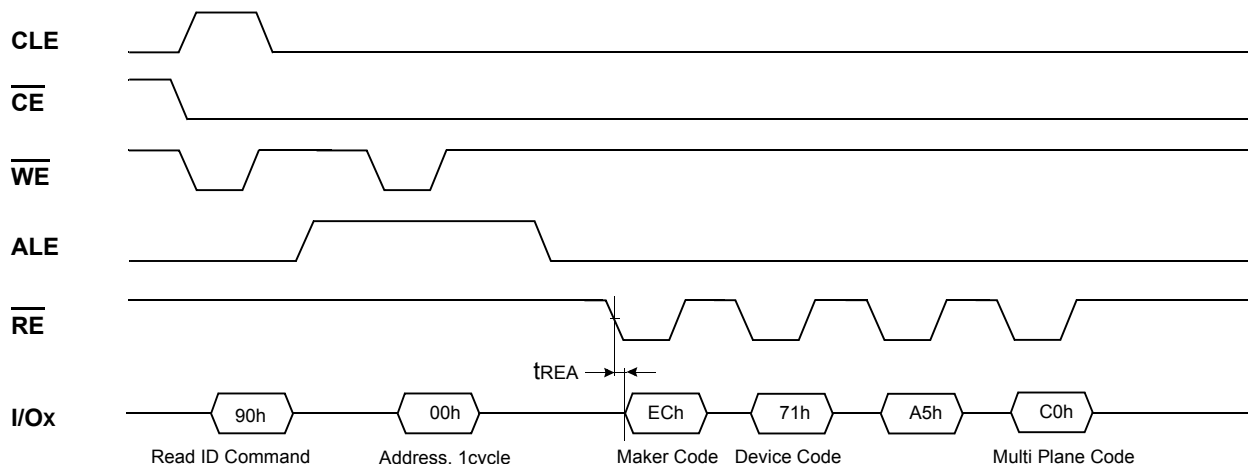 CLE
CE
WE
ALE
RE
tREA
I/Ox
90h 00h ECh 71h A5h C0h
Read ID Command Address. 1cycle Maker Code Device Code Multi Plane Code